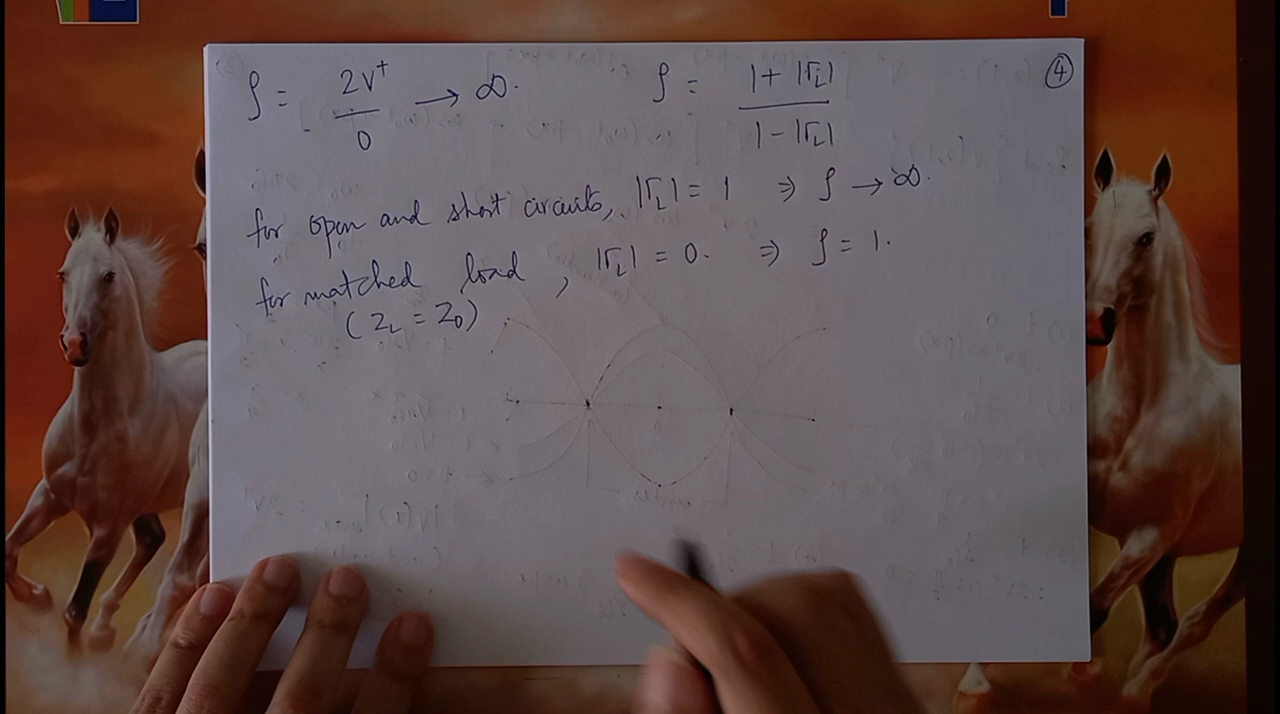 ρ = 2V⁺/0 → ∞. ρ = (1 + |Γ_L|)/(1 − |Γ_L|) ④
for open and short circuits, |Γ_L| = 1 ⇒ ρ → ∞.
for matched load, |Γ_L| = 0. ⇒ ρ = 1.
(Z_L = Z_0)